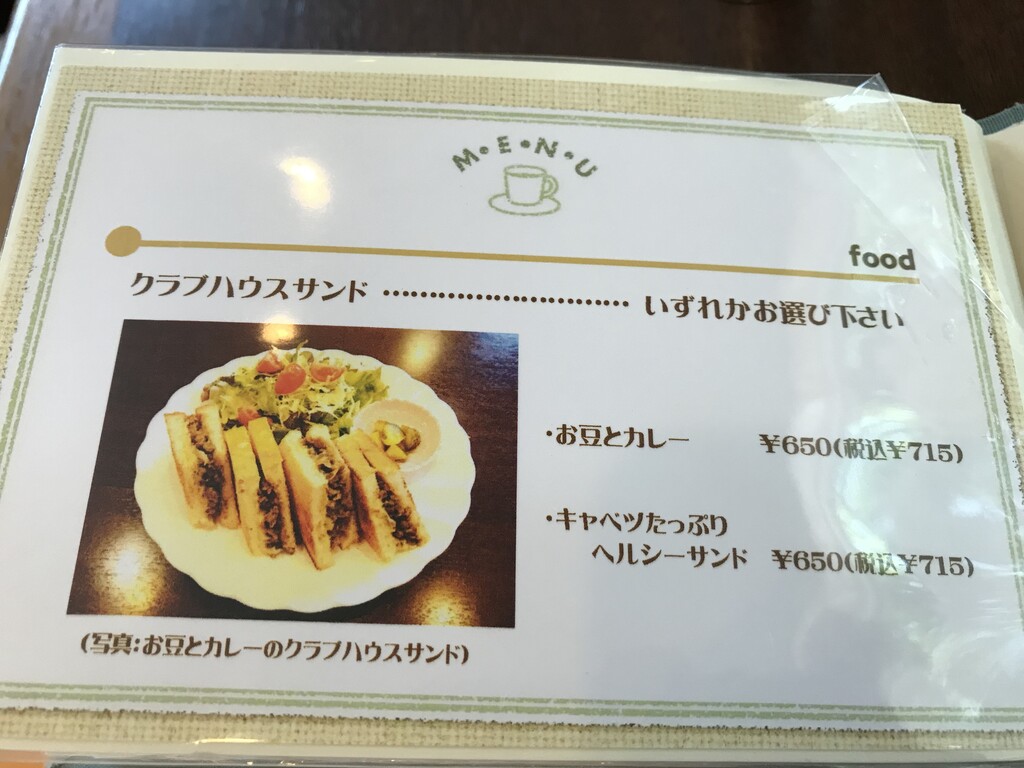 M・E・N・U
food
クラブハウスサンド ………………………… いずれかお選び下さい
・お豆とカレー ¥650(税込¥715)
・キャベツたっぷり
ヘルシーサンド ¥650(税込¥715)
(写真:お豆とカレーのクラブハウスサンド)